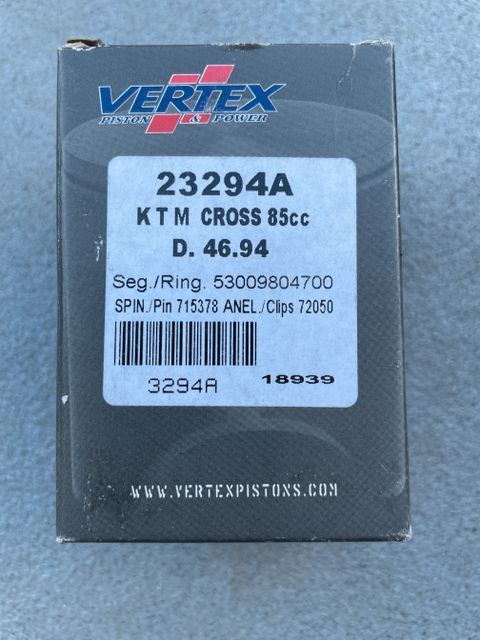 VERTEX
PISTON & POWER
23294A
KTM CROSS 85cc
D. 46.94
Seg./Ring. 53009804700
SPIN./Pin 715378 ANEL./Clips 72050
3294A 18939
WWW.VERTEXPISTONS.COM